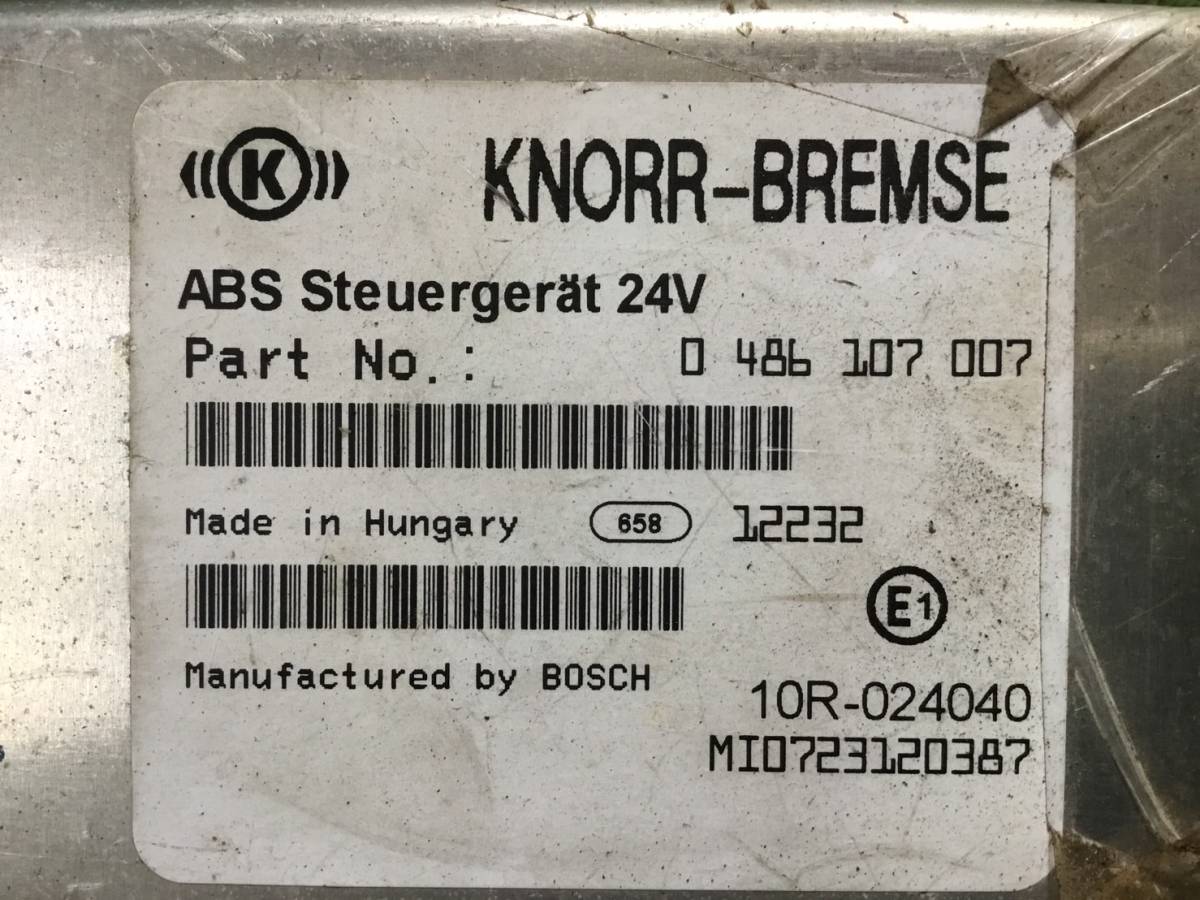 K KNORR-BREMSE
ABS Steuergerät 24V
Part No.: 0 486 107 007
Made in Hungary 658 12232
E1
Manufactured by BOSCH
10R-024040
MI0723120387